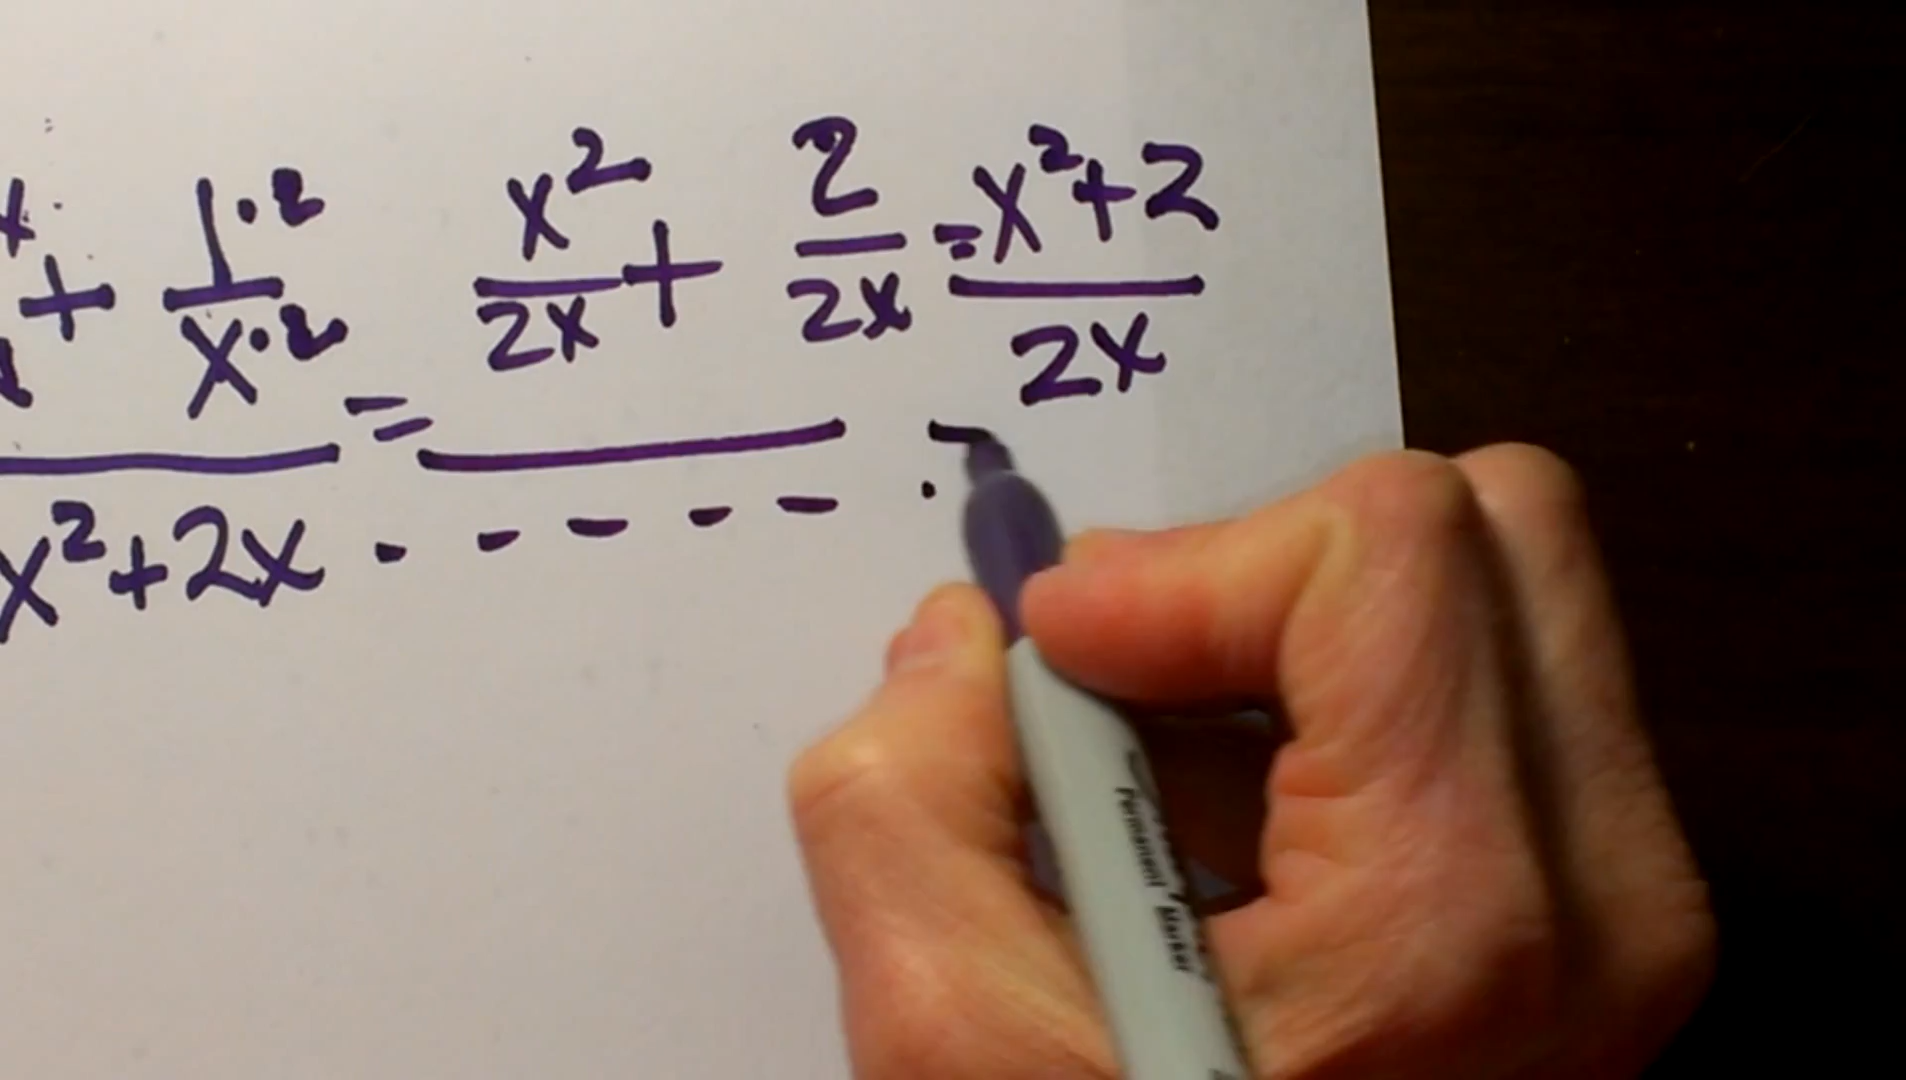 x + 1·2/x·2 = x²/2x + 2/2x = x²+2/2x
x²+2x
Permanent Marker